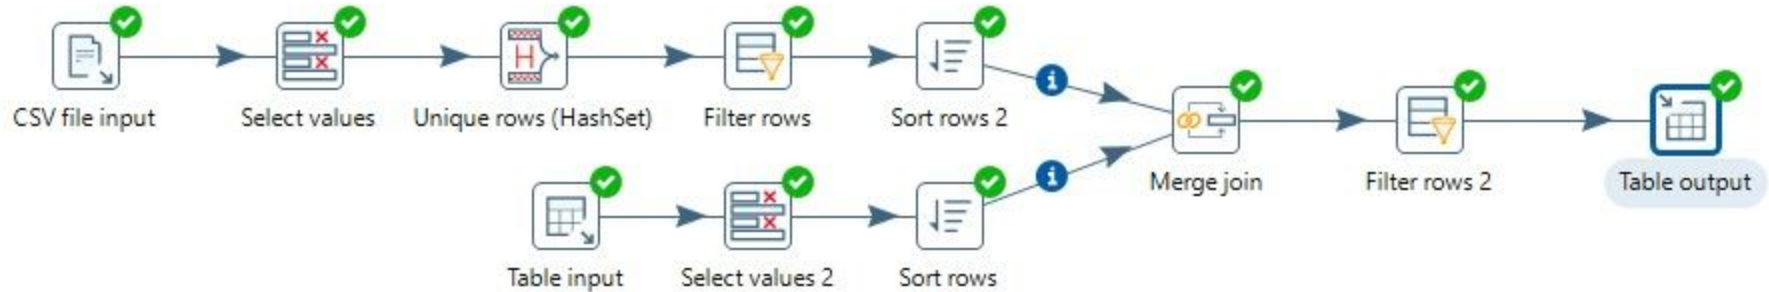 CSV file input
Select values
H
Unique rows (HashSet)
Filter rows
Sort rows 2
i
i
Merge join
Filter rows 2
Table output
Table input
Select values 2
Sort rows